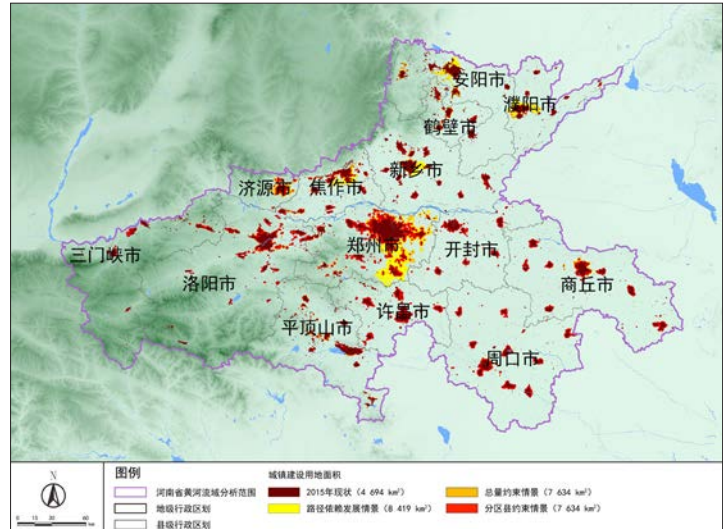 安阳市
濮阳市
鹤壁市
新乡市
济源市
焦作市
三门峡市
洛阳市
郑州市
开封市
商丘市
许昌市
平顶山市
周口市
N
0 15 30 60
km
图例
河南省黄河流域分析范围
地级行政区划
县级行政区划
城镇建设用地面积
2015年现状（4 694 km²）
路径依赖发展情景（8 419 km²）
总量约束情景（7 634 km²）
分区县约束情景（7 634 km²）